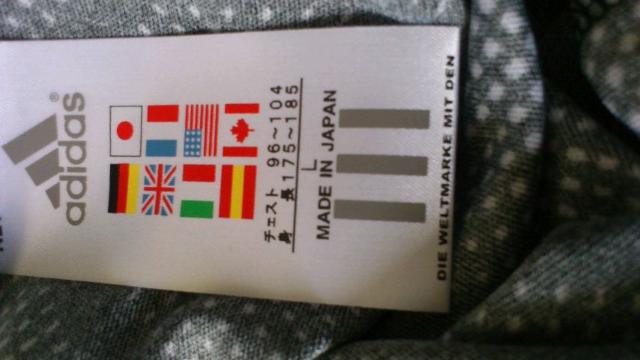 adidas®
チェスト 96~104
身 長 175~185
L
MADE IN JAPAN
DIE WELTMARKE MIT DEN